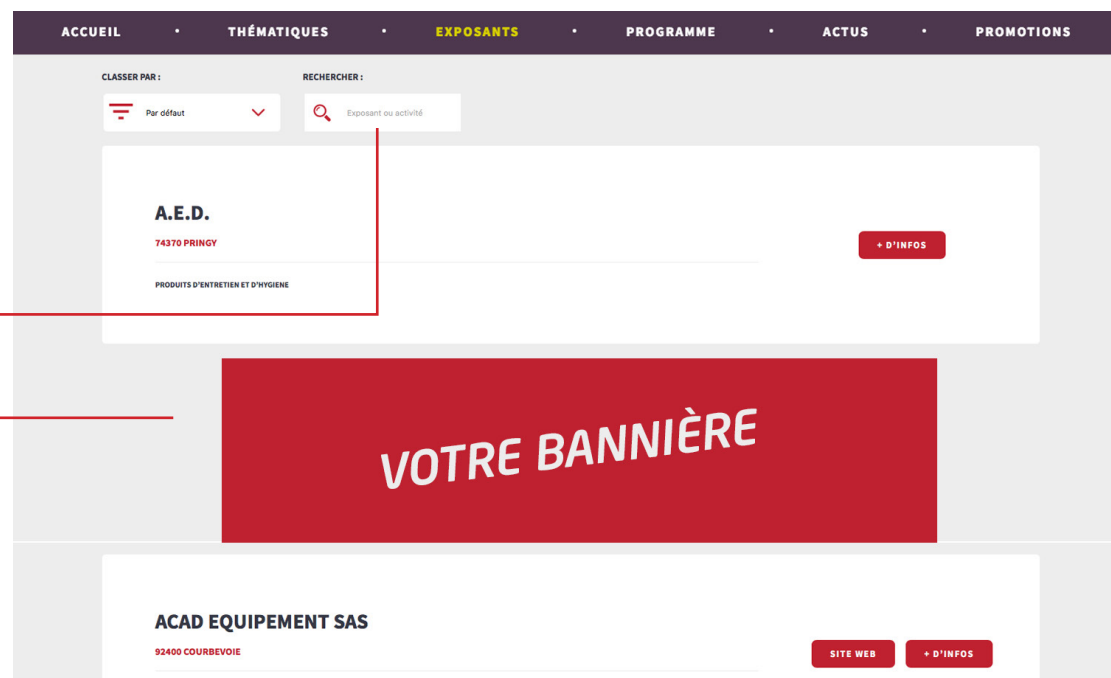 ACCUEIL • THÉMATIQUES • EXPOSANTS • PROGRAMME • ACTUS • PROMOTIONS
CLASSER PAR : RECHERCHER :
Par défaut Exposant ou activité
A.E.D.
74370 PRINGY
+ D'INFOS
PRODUITS D'ENTRETIEN ET D'HYGIENE
VOTRE BANNIÈRE
ACAD EQUIPEMENT SAS
92400 COURBEVOIE
SITE WEB + D'INFOS